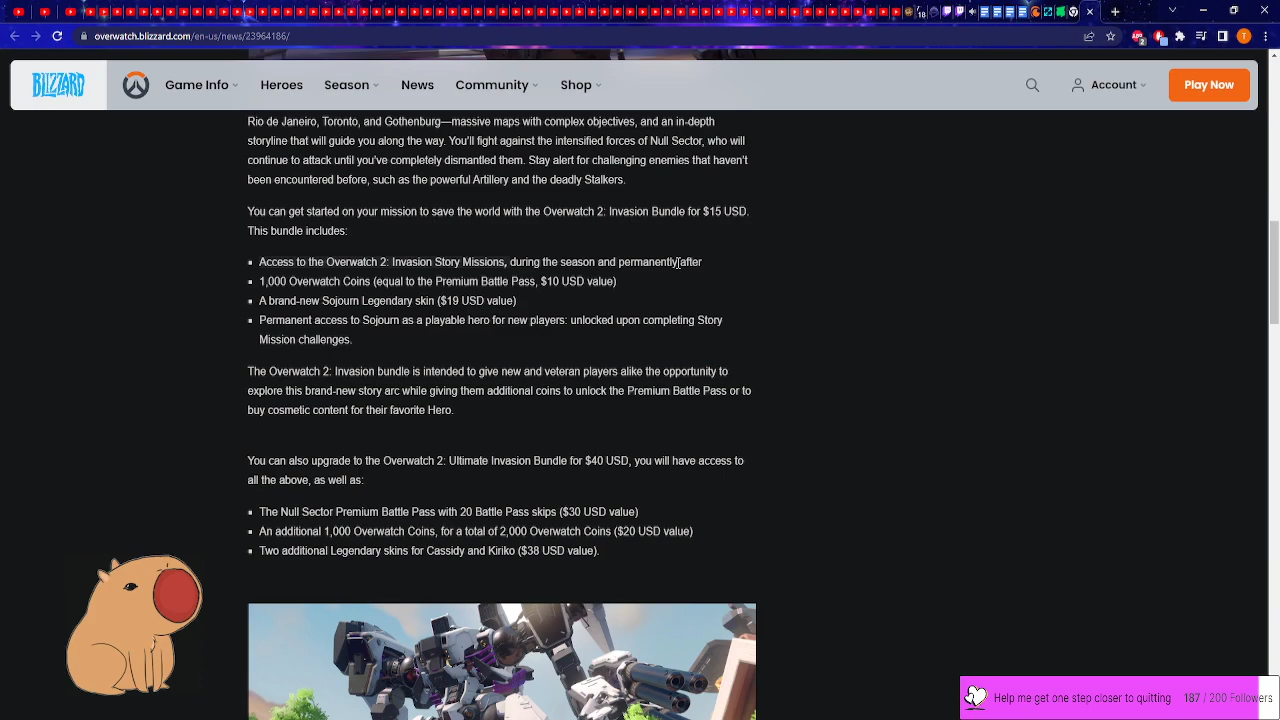 18
2
overwatch.blizzard.com/en-us/news/23964186/
T
BLIZZARD
Game Info
Heroes
Season
News
Community
Shop
Account
Play Now
Rio de Janeiro, Toronto, and Gothenburg—massive maps with complex objectives, and an in-depth
storyline that will guide you along the way. You'll fight against the intensified forces of Null Sector, who will
continue to attack until you've completely dismantled them. Stay alert for challenging enemies that haven't
been encountered before, such as the powerful Artillery and the deadly Stalkers.
You can get started on your mission to save the world with the Overwatch 2: Invasion Bundle for $15 USD.
This bundle includes:
Access to the Overwatch 2: Invasion Story Missions, during the season and permanently after
1,000 Overwatch Coins (equal to the Premium Battle Pass, $10 USD value)
A brand-new Sojourn Legendary skin ($19 USD value)
Permanent access to Sojourn as a playable hero for new players: unlocked upon completing Story
Mission challenges.
The Overwatch 2: Invasion bundle is intended to give new and veteran players alike the opportunity to
explore this brand-new story arc while giving them additional coins to unlock the Premium Battle Pass or to
buy cosmetic content for their favorite Hero.
You can also upgrade to the Overwatch 2: Ultimate Invasion Bundle for $40 USD, you will have access to
all the above, as well as:
The Null Sector Premium Battle Pass with 20 Battle Pass skips ($30 USD value)
An additional 1,000 Overwatch Coins, for a total of 2,000 Overwatch Coins ($20 USD value)
Two additional Legendary skins for Cassidy and Kiriko ($38 USD value).
Help me get one step closer to quitting 187 / 200 Followers